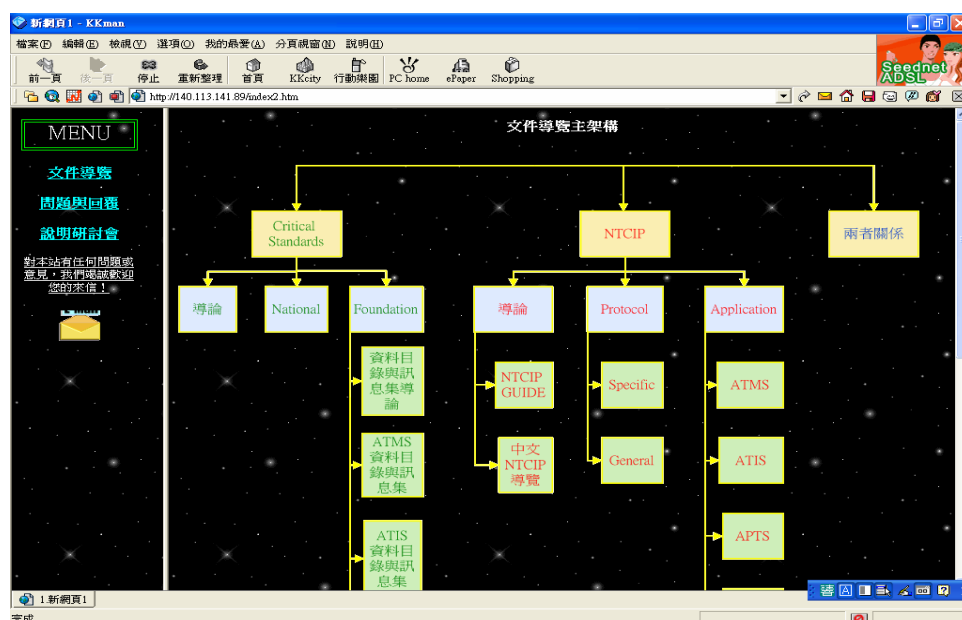 新網頁1 - KKman
檔案(F) 編輯(E) 檢視(V) 選項(O) 我的最愛(A) 分頁視窗(N) 說明(H)
前一頁 後一頁 停止 重新整理 首頁 KKcity 行動樂園 PC home ePaper Shopping
Seednet
ADSL
http://140.113.141.89/index2.htm
MENU
文件導覽
問題與回覆
說明研討會
對本站有任何問題或
意見，我們竭誠歡迎
您的來信！
文件導覽主架構
Critical
Standards
NTCIP
兩者關係
導論
National
Foundation
導論
Protocol
Application
資料目
錄與訊
息集導
論
NTCIP
GUIDE
Specific
ATMS
ATMS
資料目
錄與訊
息集
中文
NTCIP
導覽
General
ATIS
ATIS
資料目
錄與訊
息集
APTS
1.新網頁1
完成